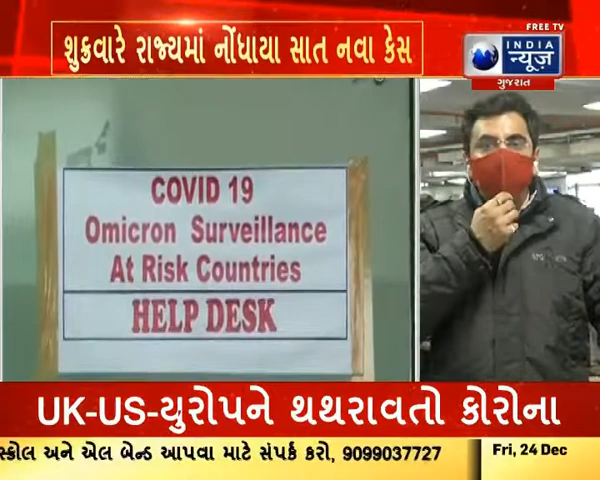 FREE TV
શુક્રવારે રાજ્યમાં નોંધાયા સાત નવા કેસ
INDIA
ન્યૂઝ
ગુજરાત
COVID 19
Omicron Surveillance
At Risk Countries
HELP DESK
UK-US-યુરોપને થથરાવતો કોરોના
સ્કોલ અને એલ બેન્ડ આપવા માટે સંપર્ક કરો, 9099037727
Fri, 24 Dec